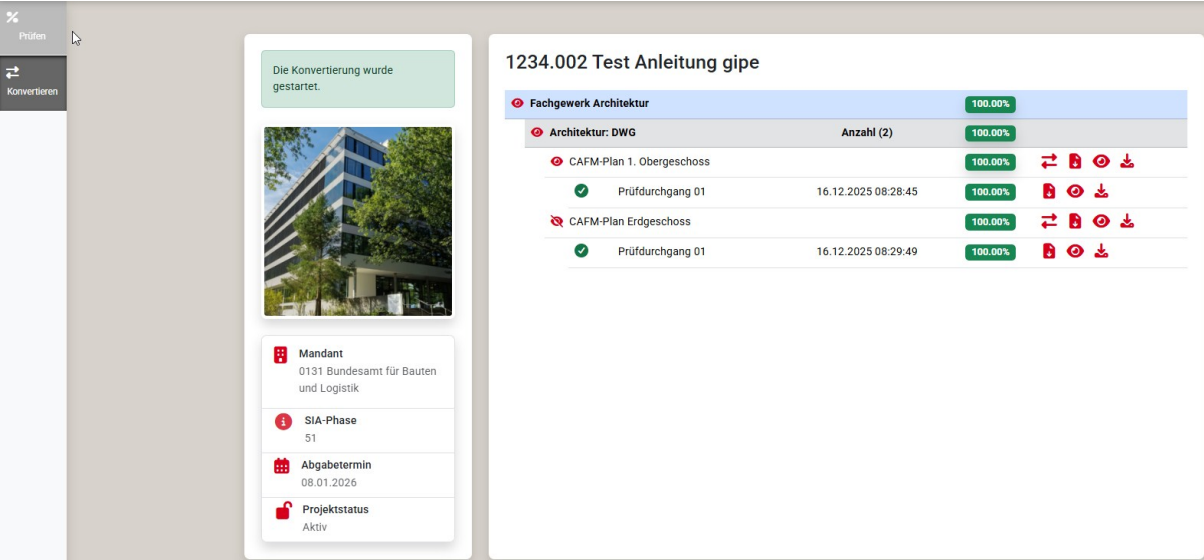 Prüfen
Konvertieren
Die Konvertierung wurde
gestartet.
Mandant
0131 Bundesamt für Bauten
und Logistik
SIA-Phase
51
Abgabetermin
08.01.2026
Projektstatus
Aktiv
1234.002 Test Anleitung gipe
Fachgewerk Architektur 100.00%
Architektur: DWG Anzahl (2) 100.00%
CAFM-Plan 1. Obergeschoss 100.00%
Prüfdurchgang 01 16.12.2025 08:28:45 100.00%
CAFM-Plan Erdgeschoss 100.00%
Prüfdurchgang 01 16.12.2025 08:29:49 100.00%